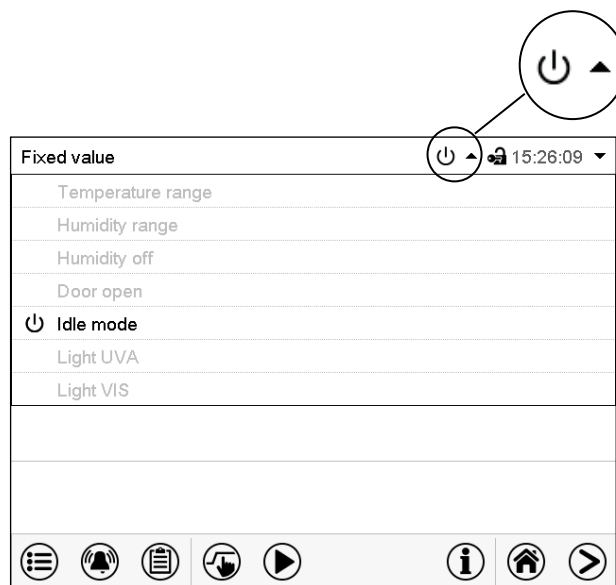 Fixed value 15:26:09
Temperature range
Humidity range
Humidity off
Door open
Idle mode
Light UVA
Light VIS